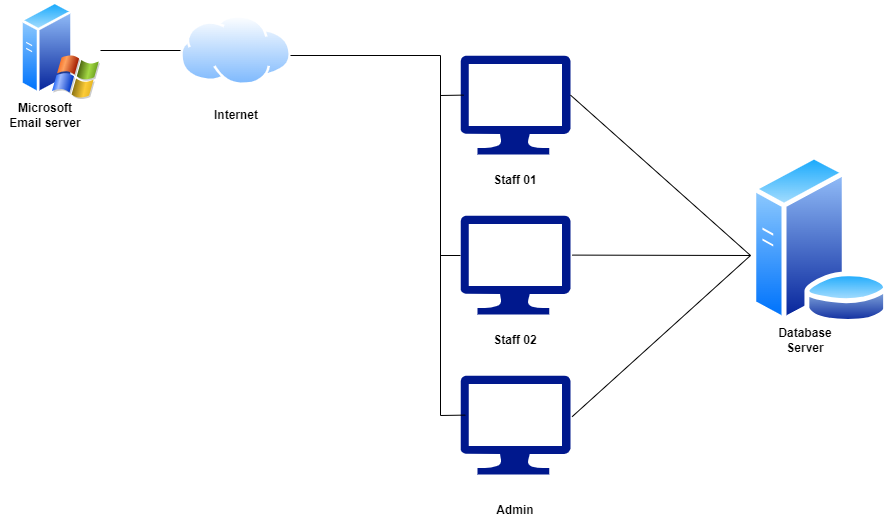 Microsoft
Email server
Internet
Staff 01
Staff 02
Database
Server
Admin